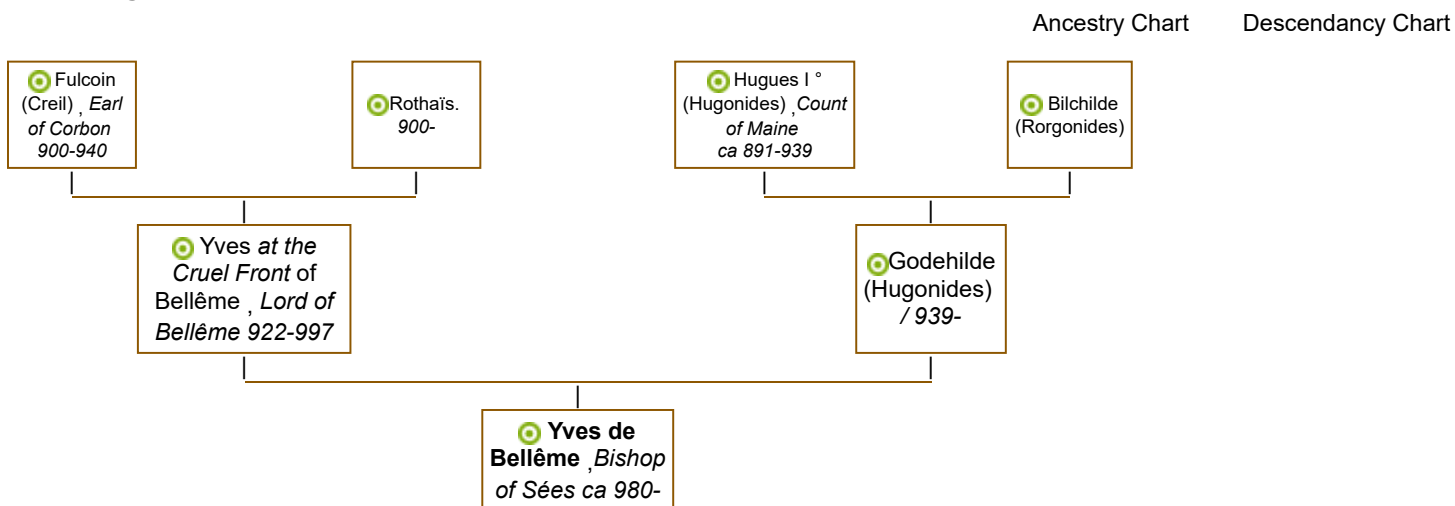 Ancestry Chart Descendancy Chart
Fulcoin
(Creil) , Earl
of Corbon
900-940
Rothaïs.
900-
Hugues I °
(Hugonides) ,Count
of Maine
ca 891-939
Bilchilde
(Rorgonides)
Yves at the
Cruel Front of
Bellême , Lord of
Bellême 922-997
Godehilde
(Hugonides)
/ 939-
Yves de
Bellême ,Bishop
of Sées ca 980-